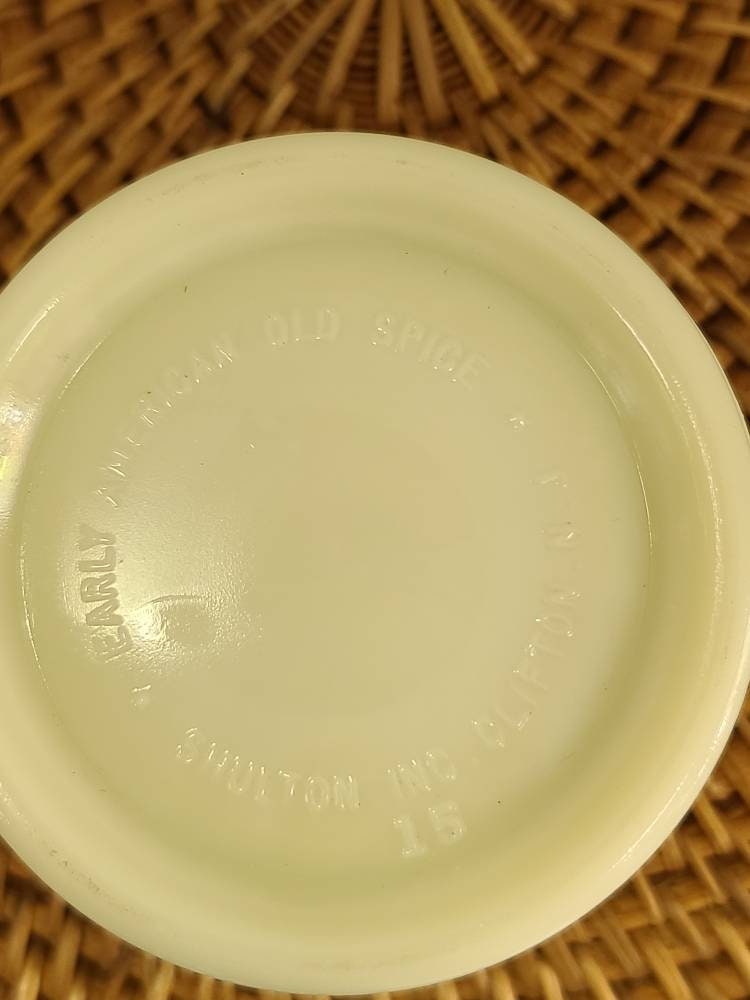 EARLY AMERICAN OLD SPICE
SHULTON INC. CLIFTON N J
15